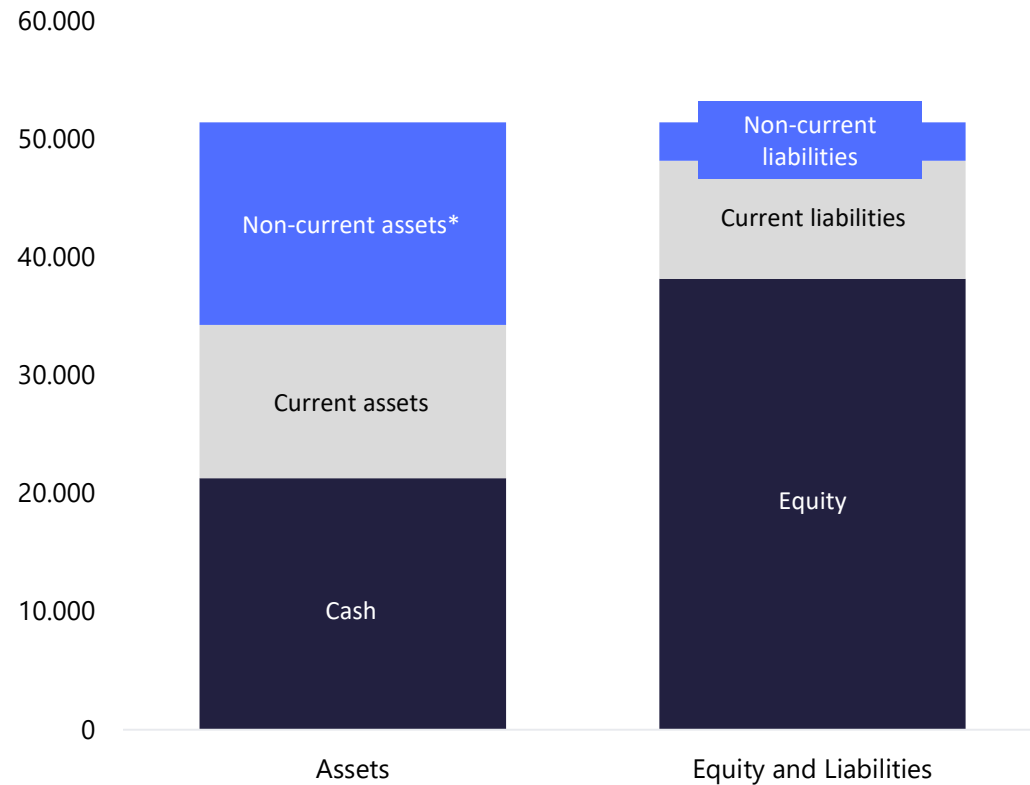 60.000
50.000
40.000
30.000
20.000
10.000
0
Non-current assets*
Current assets
Cash
Non-current
liabilities
Current liabilities
Equity
Assets
Equity and Liabilities